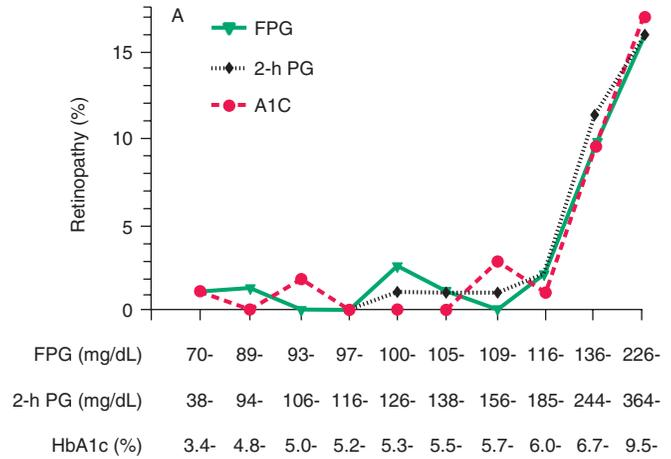 A
FPG
2-h PG
A1C
Retinopathy (%)
15
10
5
0
FPG (mg/dL) 70- 89- 93- 97- 100- 105- 109- 116- 136- 226-
2-h PG (mg/dL) 38- 94- 106- 116- 126- 138- 156- 185- 244- 364-
HbA1c (%) 3.4- 4.8- 5.0- 5.2- 5.3- 5.5- 5.7- 6.0- 6.7- 9.5-